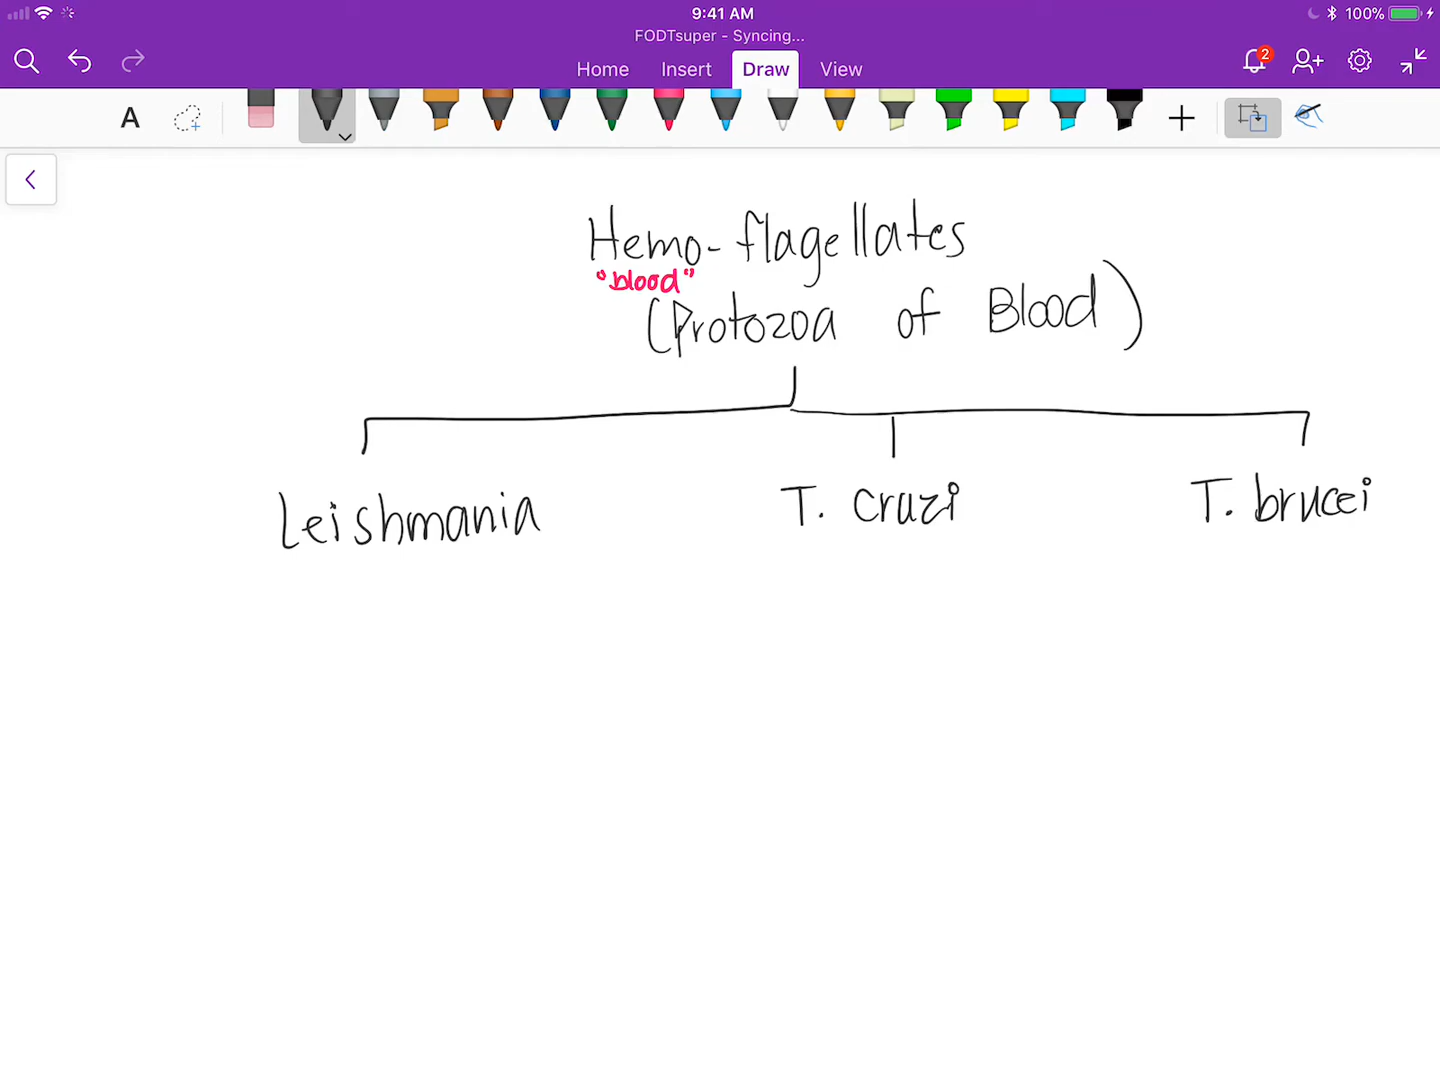 9:41 AM
100%
FODTsuper - Syncing...
Home Insert Draw View
2
A
Hemo-flagellates
"blood"
(Protozoa of Blood)
Leishmania T. cruzi T. brucei